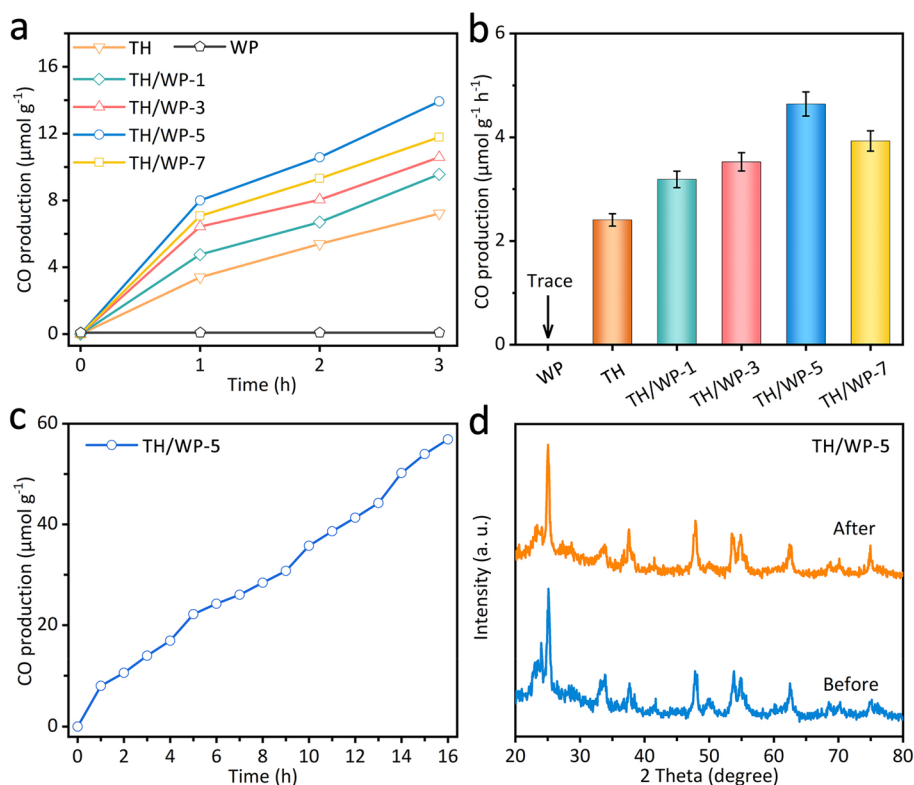 a
TH
WP
TH/WP-1
TH/WP-3
TH/WP-5
TH/WP-7
CO production (μmol g⁻¹)
16
12
8
4
0
0
1
2
3
Time (h)
b
CO production (μmol g⁻¹ h⁻¹)
6
4
2
0
Trace
WP
TH
TH/WP-1
TH/WP-3
TH/WP-5
TH/WP-7
c
TH/WP-5
CO production (μmol g⁻¹)
60
40
20
0
0
2
4
6
8
10
12
14
16
Time (h)
d
TH/WP-5
After
Before
Intensity (a. u.)
20
30
40
50
60
70
80
2 Theta (degree)